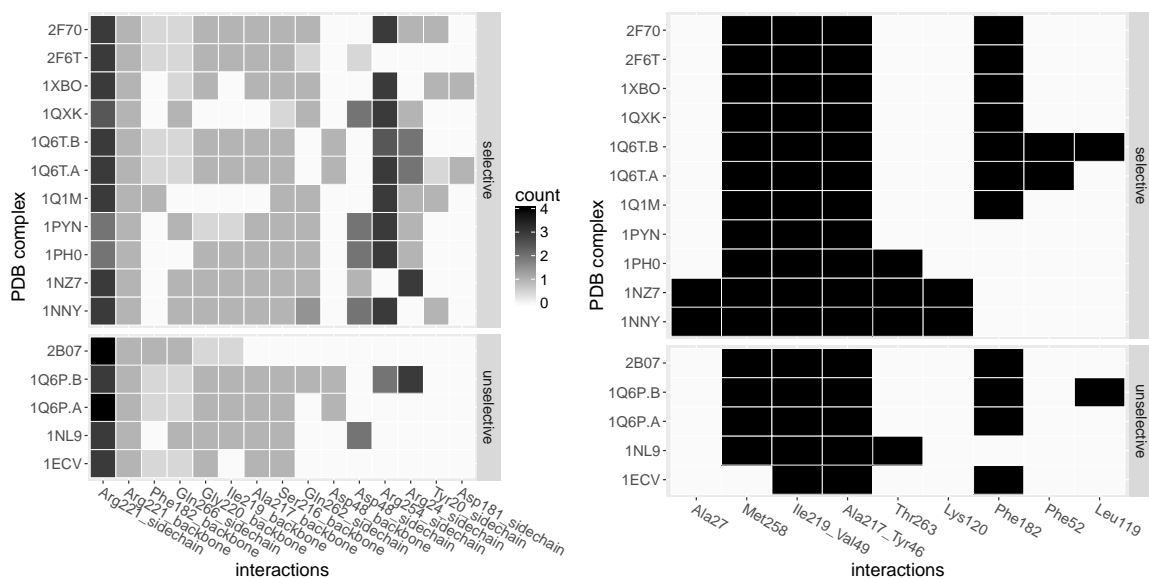 PDB complex
2F70
2F6T
1XBO
1QXK
1Q6T.B
1Q6T.A
1Q1M
1PYN
1PH0
1NZ7
1NNY
selective
2B07
1Q6P.B
1Q6P.A
1NL9
1ECV
unselective
Arg221_sidechain
Arg221_backbone
Phe182_backbone
Gln266_sidechain
Gly220_backbone
Ile219_backbone
Ala217_backbone
Ser216_backbone
Gln262_sidechain
Asp48_backbone
Asp48_sidechain
Arg254_sidechain
Arg24_sidechain
Tyr20_sidechain
Asp181_sidechain
interactions
count
4
3
2
1
0
PDB complex
2F70
2F6T
1XBO
1QXK
1Q6T.B
1Q6T.A
1Q1M
1PYN
1PH0
1NZ7
1NNY
selective
2B07
1Q6P.B
1Q6P.A
1NL9
1ECV
unselective
Ala27
Met258
Ile219_Val49
Ala217_Tyr46
Thr263
Lys120
Phe182
Phe52
Leu119
interactions